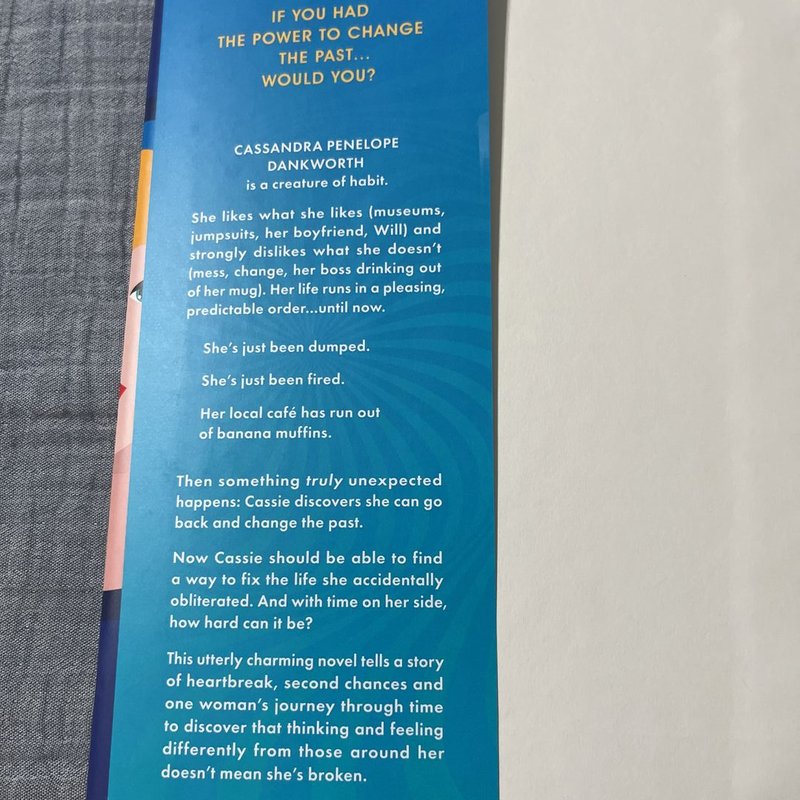 IF YOU HAD
THE POWER TO CHANGE
THE PAST...
WOULD YOU?
CASSANDRA PENELOPE
DANKWORTH
is a creature of habit.
She likes what she likes (museums,
jumpsuits, her boyfriend, Will) and
strongly dislikes what she doesn't
(mess, change, her boss drinking out
of her mug). Her life runs in a pleasing,
predictable order...until now.
She's just been dumped.
She's just been fired.
Her local café has run out
of banana muffins.
Then something truly unexpected
happens: Cassie discovers she can go
back and change the past.
Now Cassie should be able to find
a way to fix the life she accidentally
obliterated. And with time on her side,
how hard can it be?
This utterly charming novel tells a story
of heartbreak, second chances and
one woman's journey through time
to discover that thinking and feeling
differently from those around her
doesn't mean she's broken.